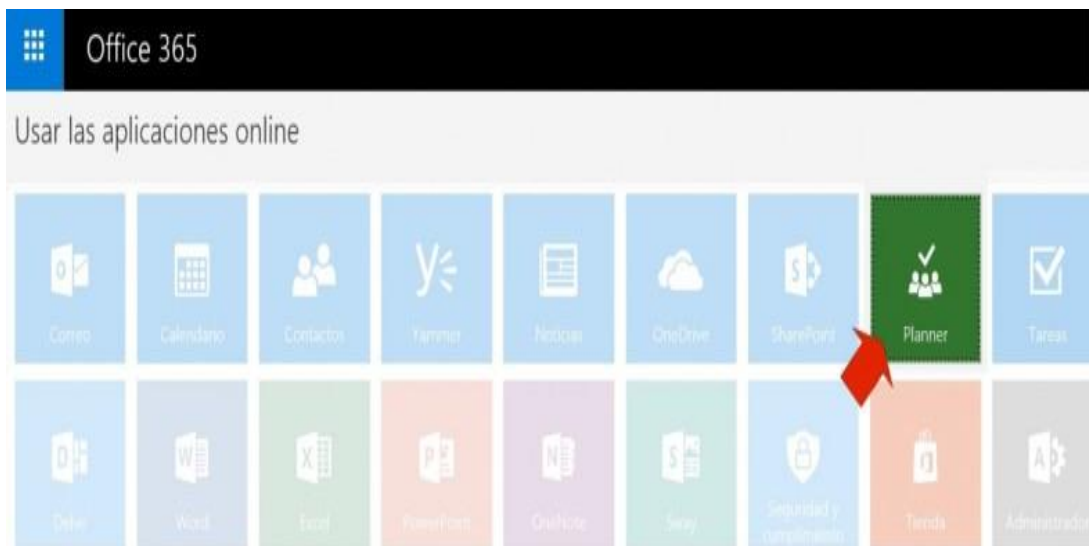 Office 365
Usar las aplicaciones online
Correo
Calendario
Contactos
Yammer
Noticias
OneDrive
SharePoint
Planner
Tareas
Delve
Word
Excel
PowerPoint
OneNote
Sway
Seguridad y
cumplimiento
Tienda
Administrador